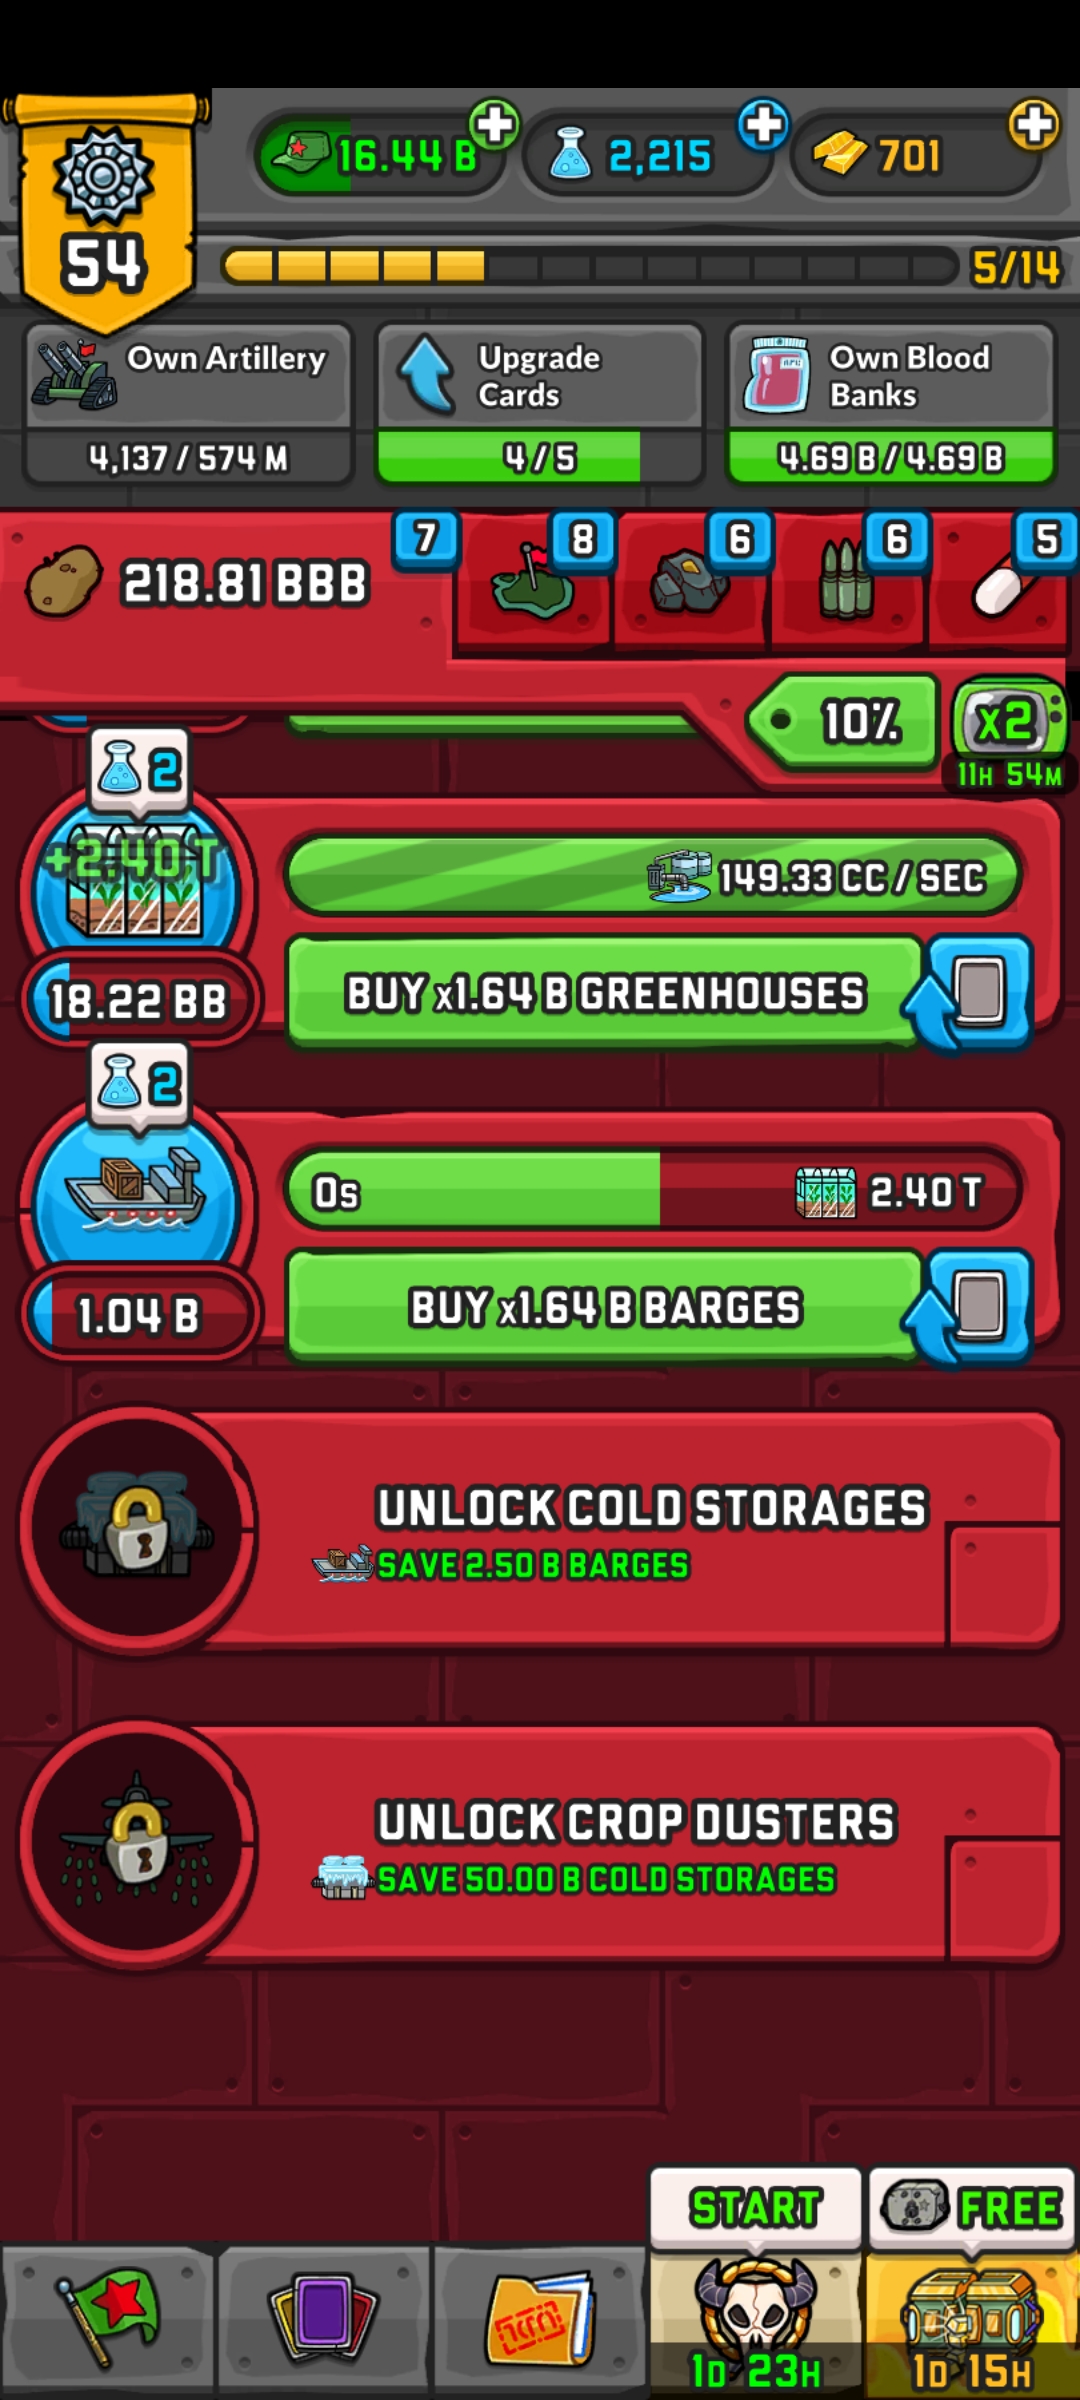 16.44 B
2,215
701
54
5/14
Own Artillery
4,137 / 574 M
Upgrade
Cards
4 / 5
Own Blood
Banks
4.69 B / 4.69 B
218.81 BBB
7
8
6
6
5
10%
x2
11H 54M
2
+2.40 T
149.33 CC / SEC
18.22 BB
BUY x1.64 B GREENHOUSES
2
0s
2.40 T
1.04 B
BUY x1.64 B BARGES
UNLOCK COLD STORAGES
SAVE 2.50 B BARGES
UNLOCK CROP DUSTERS
SAVE 50.00 B COLD STORAGES
START
FREE
1D 23H
1D 15H